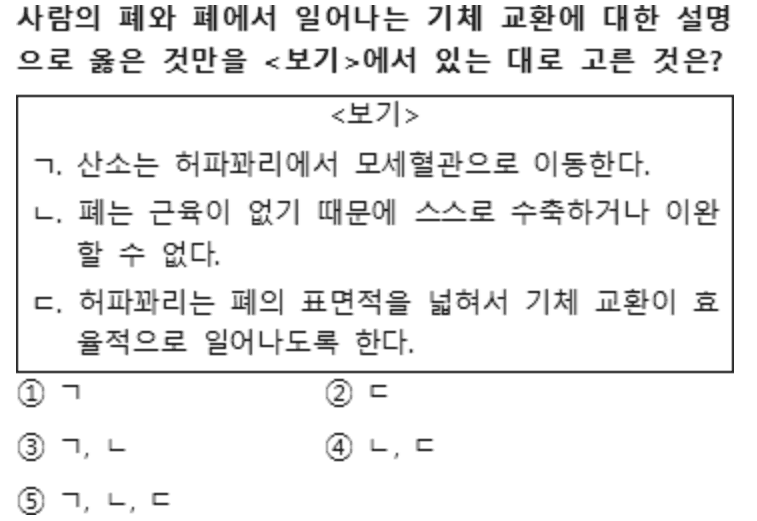 사람의 폐와 폐에서 일어나는 기체 교환에 대한 설명
으로 옳은 것만을 <보기>에서 있는 대로 고른 것은?
<보기>
ㄱ. 산소는 허파꽈리에서 모세혈관으로 이동한다.
ㄴ. 폐는 근육이 없기 때문에 스스로 수축하거나 이완
할 수 없다.
ㄷ. 허파꽈리는 폐의 표면적을 넓혀서 기체 교환이 효
율적으로 일어나도록 한다.
① ㄱ ② ㄷ
③ ㄱ, ㄴ ④ ㄴ, ㄷ
⑤ ㄱ, ㄴ, ㄷ